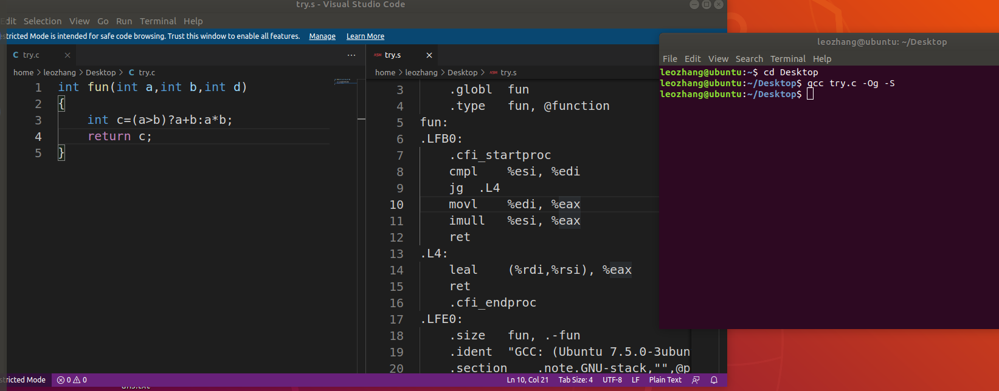 try.s - Visual Studio Code
Edit Selection View Go Run Terminal Help
Restricted Mode is intended for safe code browsing. Trust this window to enable all features. Manage Learn More
C try.c × ···
home > leozhang > Desktop > C try.c
1 int fun(int a,int b,int d)
2 {
3     int c=(a>b)?a+b:a*b;
4     return c;
5 }
ASM try.s ×
home > leozhang > Desktop > ASM try.s
3     .globl  fun
4     .type   fun, @function
5 fun:
6 .LFB0:
7     .cfi_startproc
8     cmpl    %esi, %edi
9     jg  .L4
10     movl    %edi, %eax
11     imull   %esi, %eax
12     ret
13 .L4:
14     leal    (%rdi,%rsi), %eax
15     ret
16     .cfi_endproc
17 .LFE0:
18     .size   fun, .-fun
19     .ident  "GCC: (Ubuntu 7.5.0-3ubun
20     .section    .note.GNU-stack,"",@p
stricted Mode 0 0 Ln 10, Col 21 Tab Size: 4 UTF-8 LF Plain Text
leozhang@ubuntu: ~/Desktop
File Edit View Search Terminal Help
leozhang@ubuntu:~$ cd Desktop
leozhang@ubuntu:~/Desktop$ gcc try.c -Og -S
leozhang@ubuntu:~/Desktop$